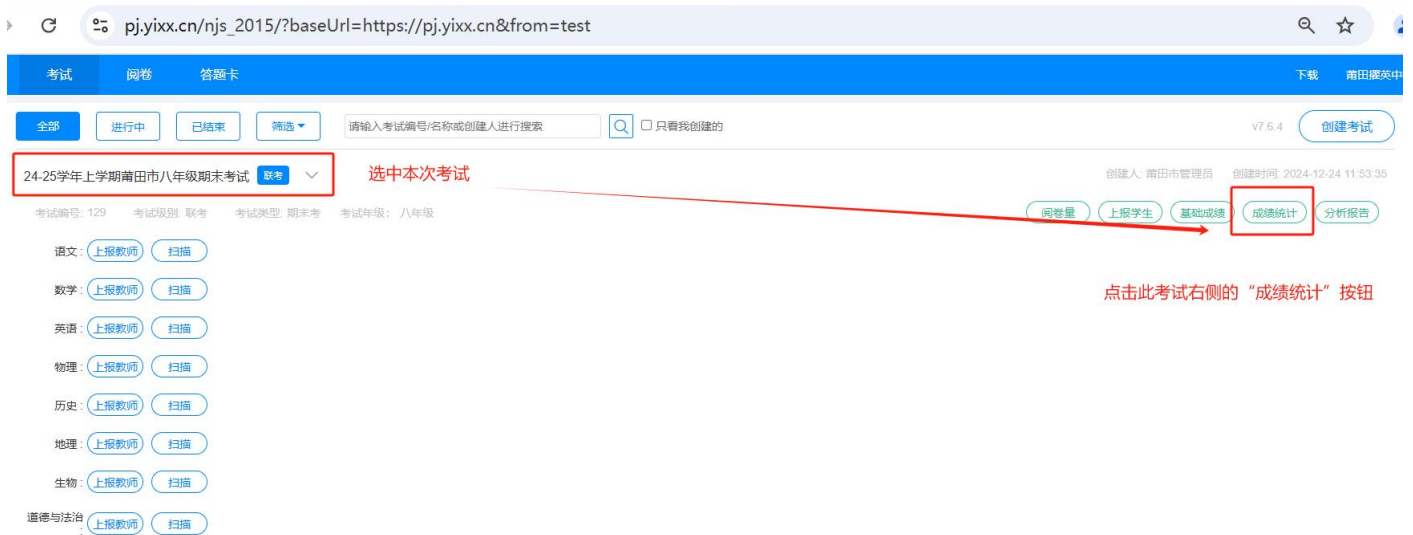 pj.yixx.cn/njs_2015/?baseUrl=https://pj.yixx.cn&from=test
考试 阅卷 答题卡 下载 莆田擢英中
全部 进行中 已结束 筛选 请输入考试编号/名称或创建人进行搜索 只看我创建的 v7.6.4 创建考试
24-25学年上学期莆田市八年级期末考试 联考 选中本次考试 创建人: 莆田市管理员 创建时间: 2024-12-24 11:53:35
考试编号: 129 考试级别: 联考 考试类型: 期末考 考试年级: 八年级 阅卷量 上报学生 基础成绩 成绩统计 分析报告
语文: 上报教师 扫描
数学: 上报教师 扫描
点击此考试右侧的“成绩统计”按钮
英语: 上报教师 扫描
物理: 上报教师 扫描
历史: 上报教师 扫描
地理: 上报教师 扫描
生物: 上报教师 扫描
道德与法治: 上报教师 扫描